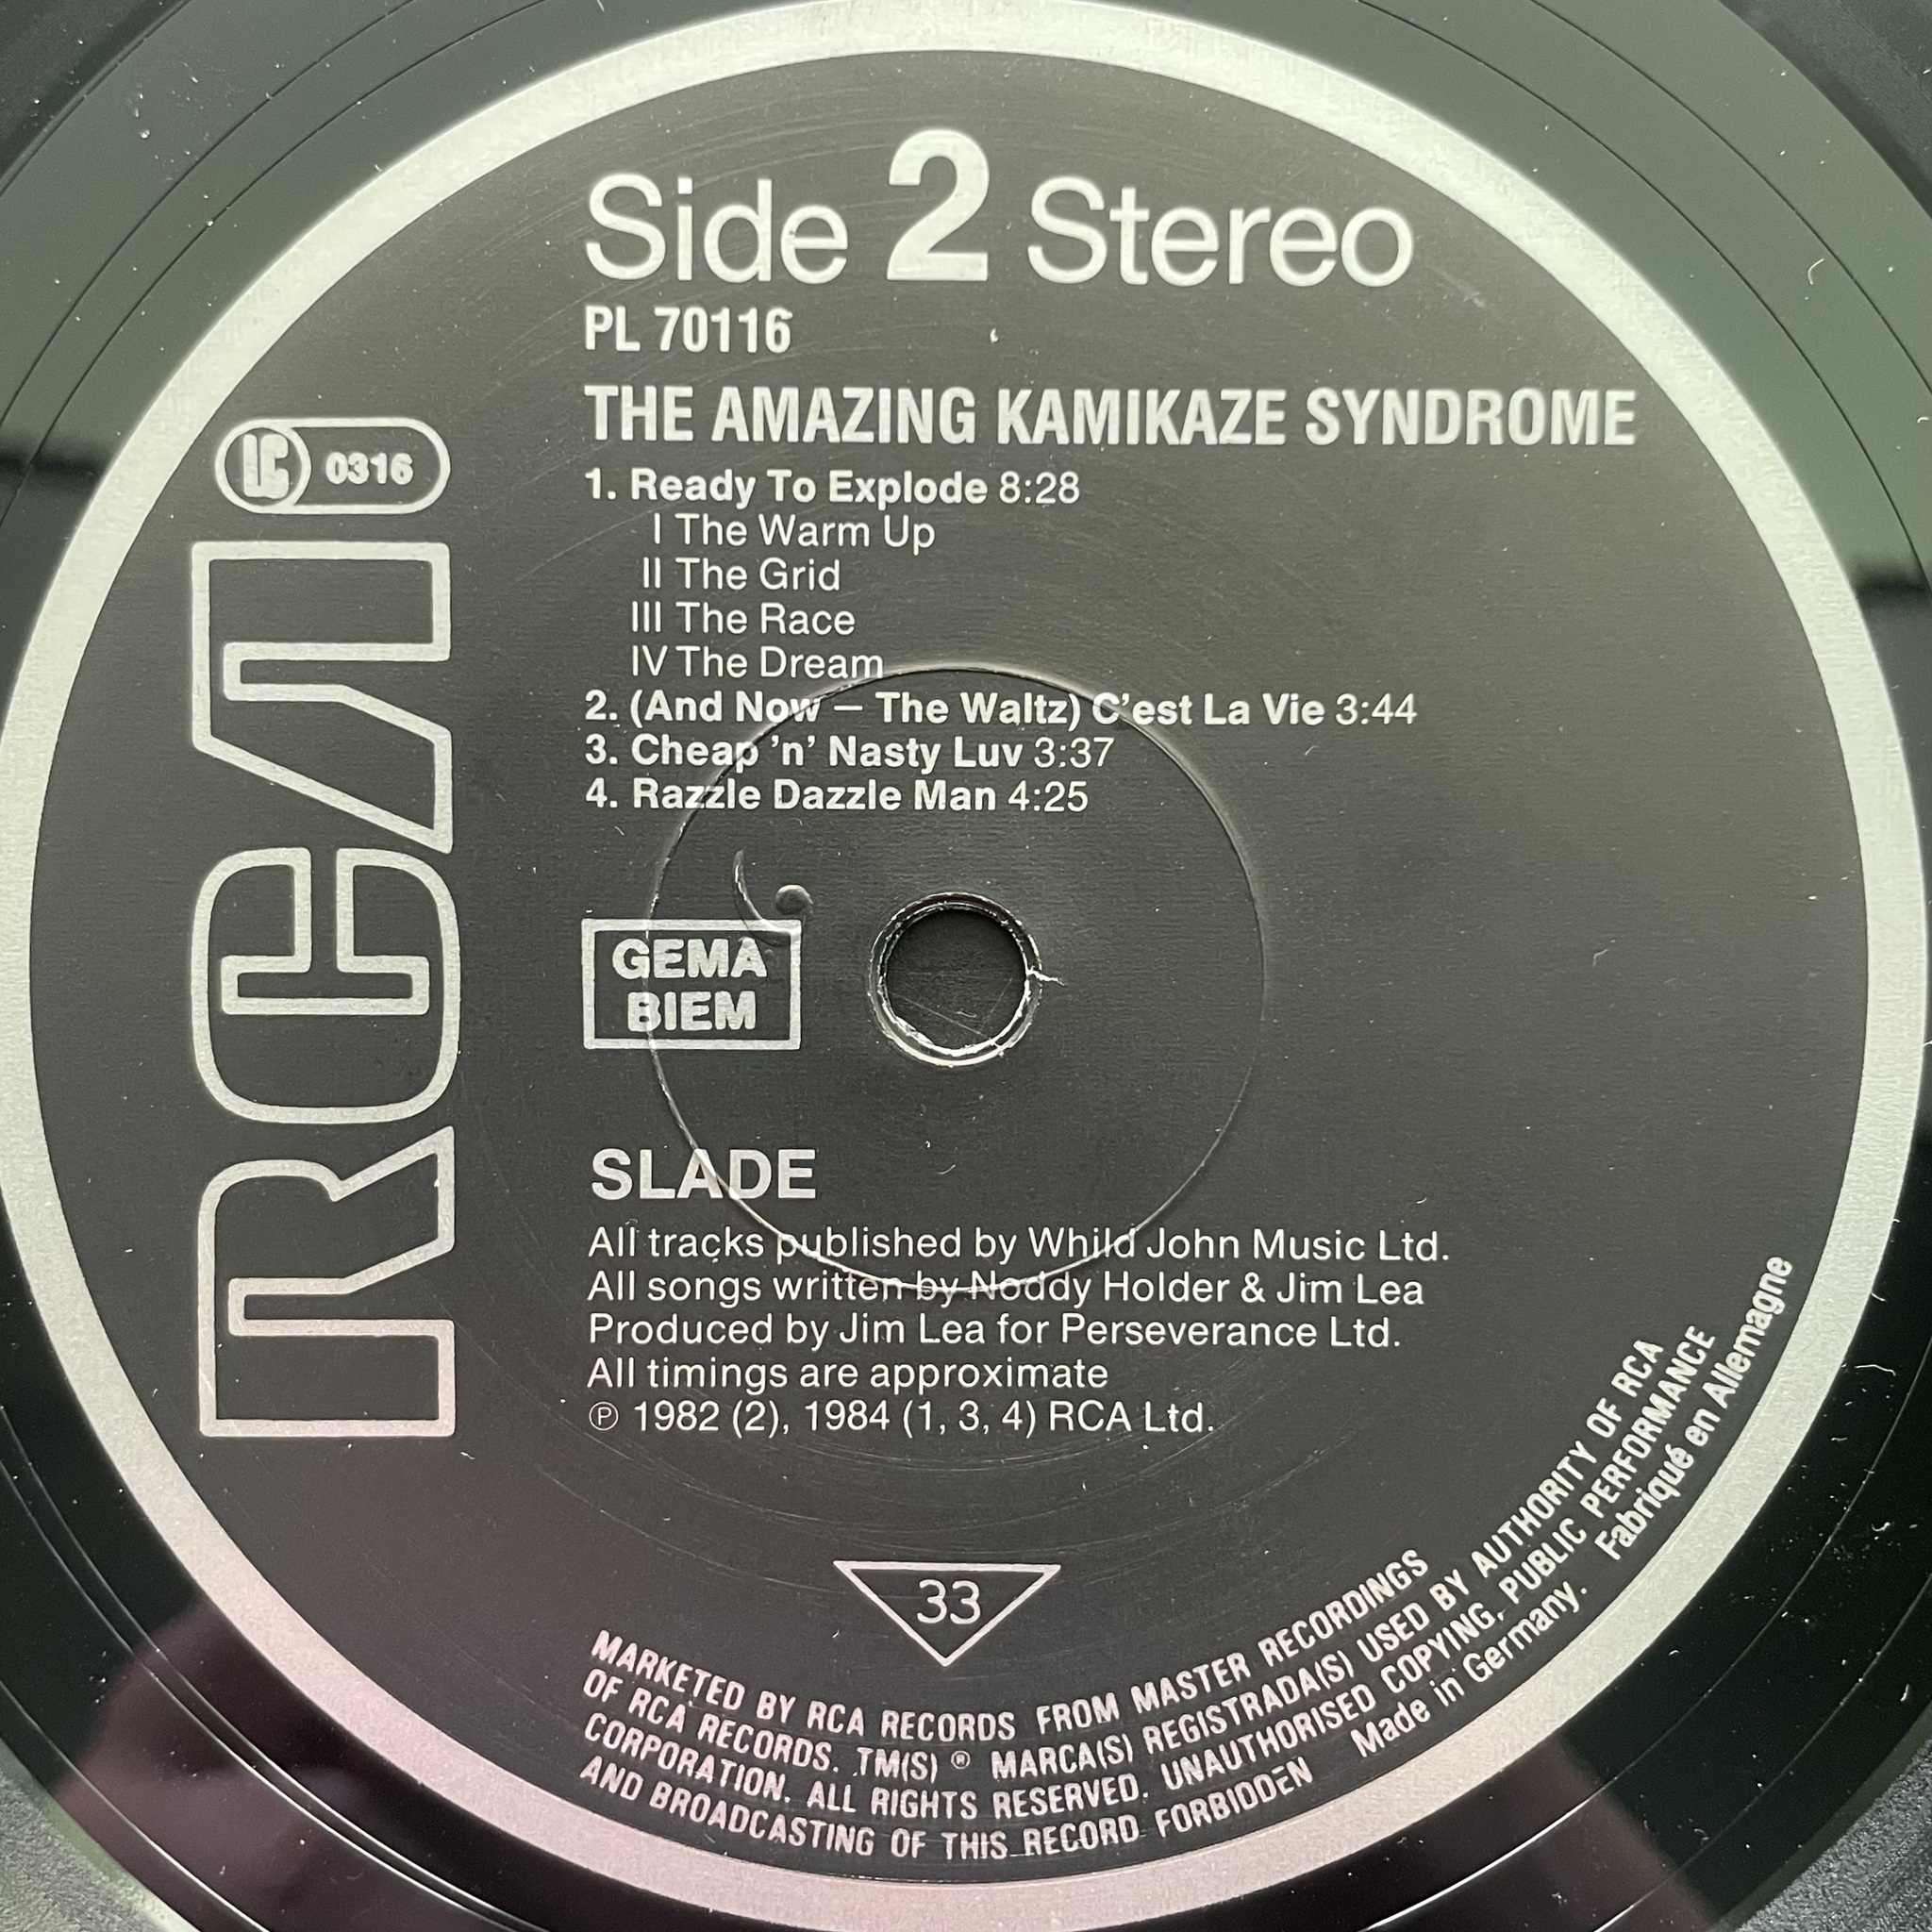 Side 2 Stereo
PL 70116
THE AMAZING KAMIKAZE SYNDROME
LC 0316
1. Ready To Explode 8:28
I The Warm Up
II The Grid
III The Race
IV The Dream
2. (And Now – The Waltz) C'est La Vie 3:44
3. Cheap 'n' Nasty Luv 3:37
4. Razzle Dazzle Man 4:25
RCA
GEMA
BIEM
SLADE
All tracks published by Whild John Music Ltd.
All songs written by Noddy Holder & Jim Lea
Produced by Jim Lea for Perseverance Ltd.
All timings are approximate
℗ 1982 (2), 1984 (1, 3, 4) RCA Ltd.
33
MARKETED BY RCA RECORDS FROM MASTER RECORDINGS
OF RCA RECORDS. TM(S) ® MARCA(S) REGISTRADA(S) USED BY AUTHORITY OF RCA
CORPORATION. ALL RIGHTS RESERVED. UNAUTHORISED COPYING, PUBLIC PERFORMANCE
AND BROADCASTING OF THIS RECORD FORBIDDEN Made in Germany. Fabriqué en Allemagne